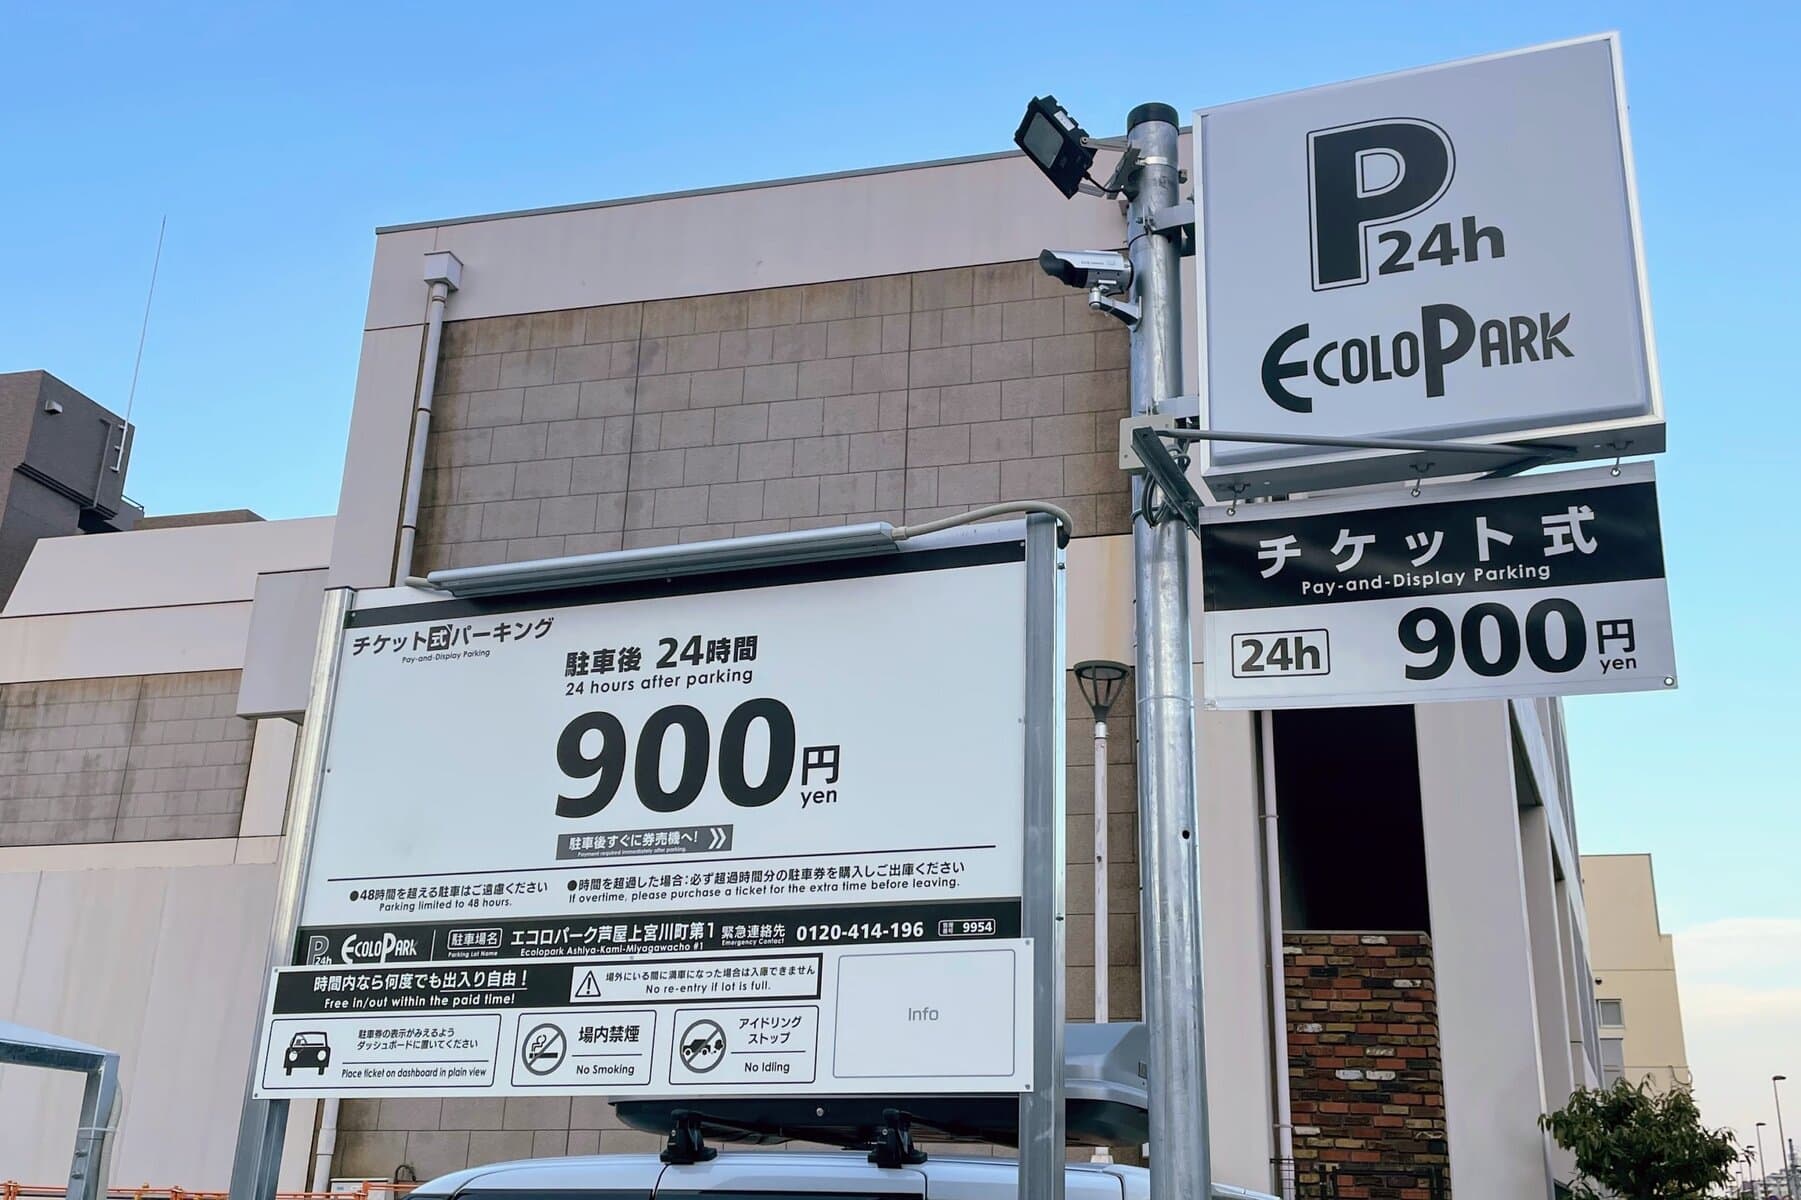 P24h
ECOLOPARK
チケット式
Pay-and-Display Parking
24h 900円
yen
チケット式パーキング
Pay-and-Display Parking
駐車後 24時間
24 hours after parking
900円
yen
駐車後すぐに券売機へ!
Payment required immediately after parking.
●48時間を超える駐車はご遠慮ください
Parking limited to 48 hours.
●時間を超過した場合:必ず超過時間分の駐車券を購入しご出庫ください
If overtime, please purchase a ticket for the extra time before leaving.
P24h ECOLOPARK
駐車場名
Parking Lot Name
エコロパーク芦屋上宮川町第1
Ecolopark Ashiya-Kami-Miyagawacho #1
緊急連絡先
Emergency Contact
0120-414-196
9954
時間内なら何度でも出入り自由!
Free in/out within the paid time!
場外にいる間に満車になった場合は入庫できません
No re-entry if lot is full.
駐車券の表示がみえるよう
ダッシュボードに置いてください
Place ticket on dashboard in plain view
場内禁煙
No Smoking
アイドリング
ストップ
No Idling
Info